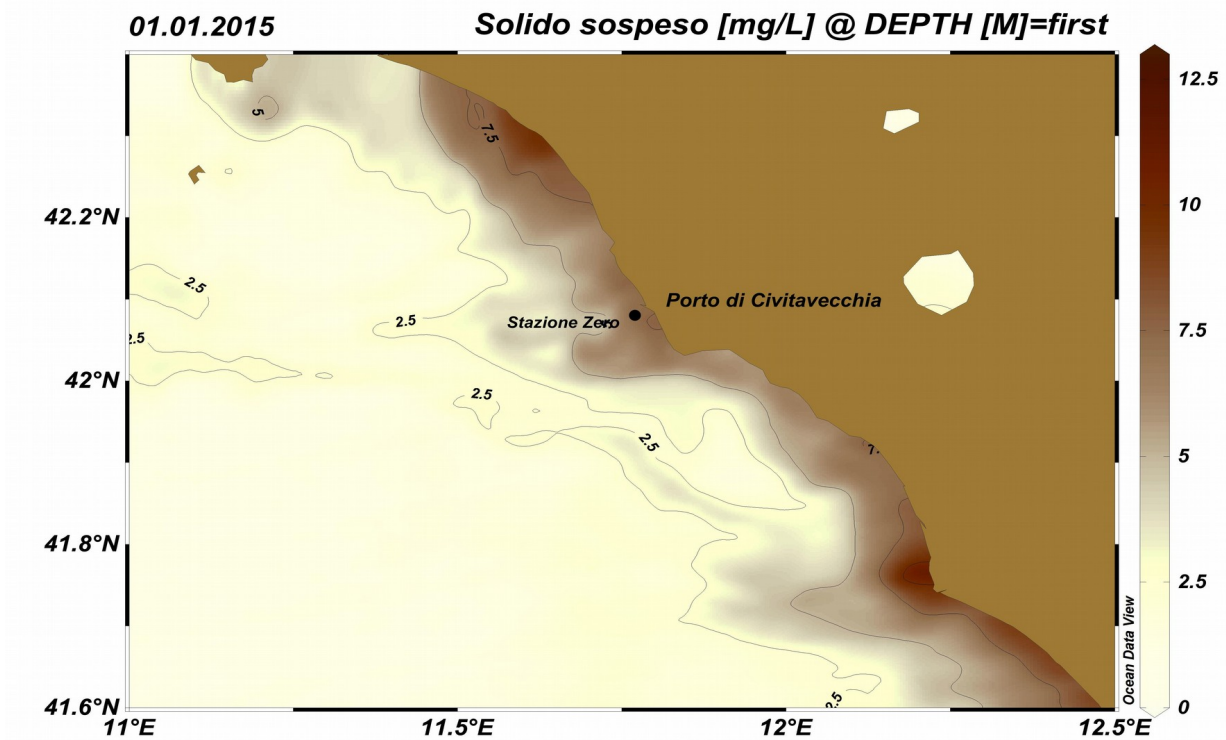 01.01.2015
Solido sospeso [mg/L] @ DEPTH [M]=first
12.5
5
7.5
42.2°N
10
2.5
Porto di Civitavecchia
2.5
Stazione Zero
7.5
2.5
42°N
2.5
2.5
5
41.8°N
2.5
Ocean Data View
2.5
41.6°N
0
11°E
11.5°E
12°E
12.5°E